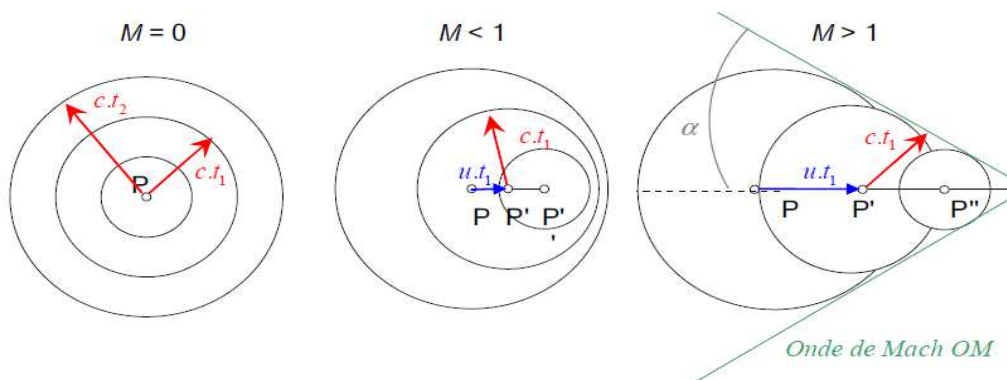 M = 0
c.t₂
c.t₁
P
M < 1
c.t₁
u.t₁
P P' P'
'
M > 1
α
c.t₁
u.t₁
P P' P"
Onde de Mach OM